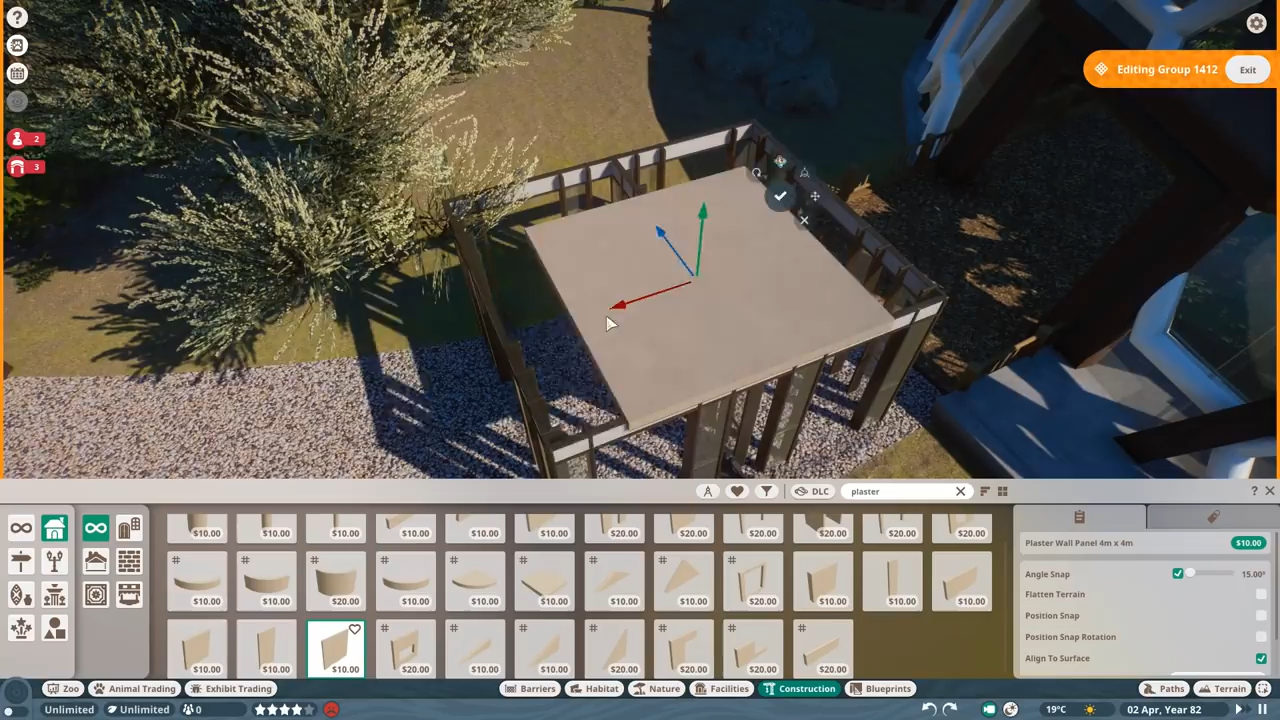 ?
Editing Group 1412
Exit
2
3
DLC
plaster
?
$10.00 $10.00 $10.00 $10.00 $10.00 $10.00 $20.00 $20.00 $20.00 $20.00 $20.00 $20.00
$10.00 $10.00 $20.00 $10.00 $10.00 $10.00 $10.00 $10.00 $20.00 $10.00 $10.00 $10.00
$10.00 $10.00 $10.00 $20.00 $10.00 $10.00 $20.00 $20.00 $20.00 $20.00
Plaster Wall Panel 4m x 4m $10.00
Angle Snap 15.00°
Flatten Terrain
Position Snap
Position Snap Rotation
Align To Surface
Zoo Animal Trading Exhibit Trading Barriers Habitat Nature Facilities Construction Blueprints Paths Terrain
Unlimited Unlimited 0 19°C 02 Apr, Year 82